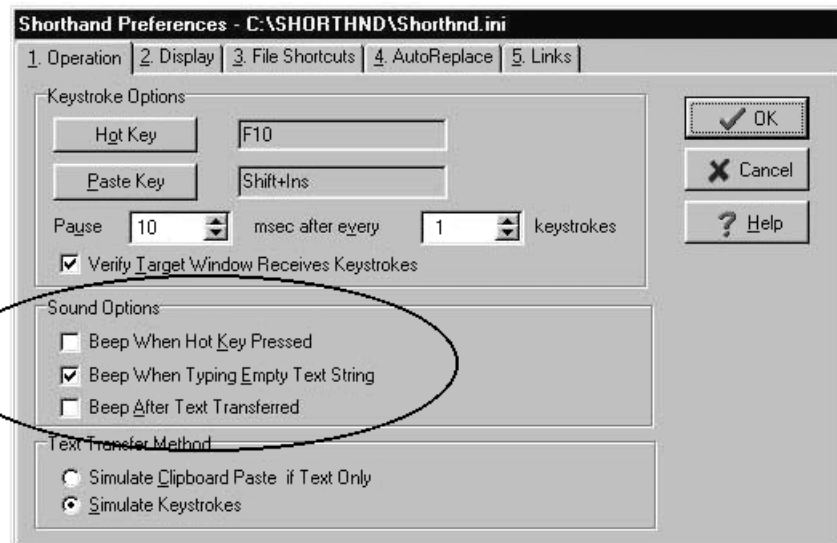 Shorthand Preferences - C:\SHORTHND\Shorthnd.ini
1. Operation 2. Display 3. File Shortcuts 4. AutoReplace 5. Links
Keystroke Options
Hot Key F10
Paste Key Shift+Ins
Pause 10 msec after every 1 keystrokes
Verify Target Window Receives Keystrokes
OK
Cancel
Help
Sound Options
Beep When Hot Key Pressed
Beep When Typing Empty Text String
Beep After Text Transferred
Text Transfer Method
Simulate Clipboard Paste if Text Only
Simulate Keystrokes